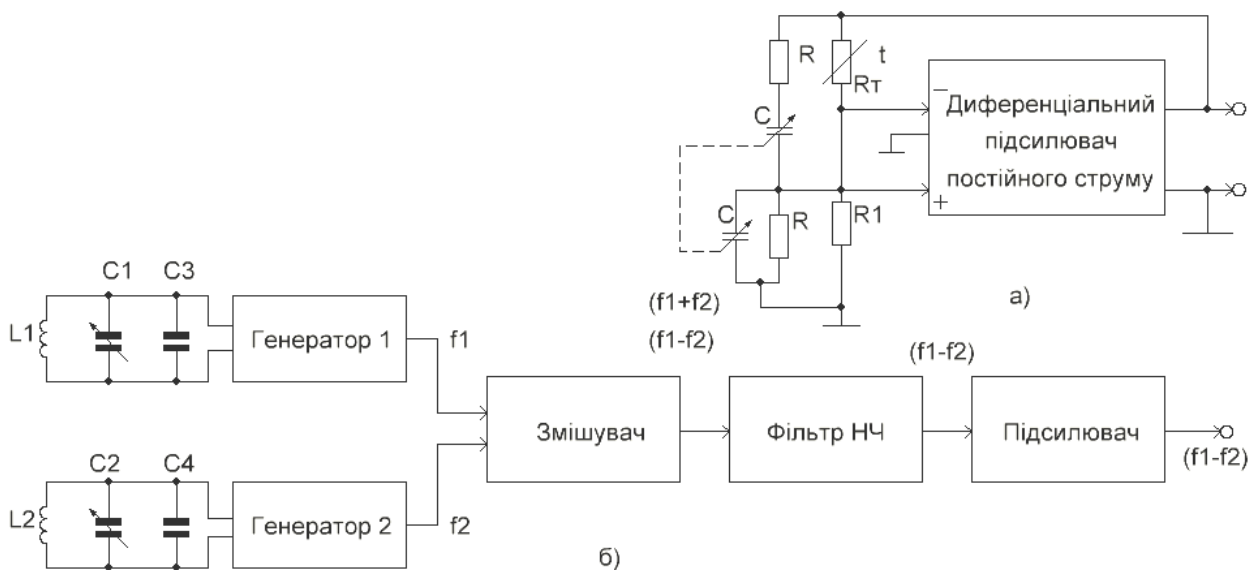 R
t
Rт
C
–
Диференціальний
підсилювач
постійного струму
+
C
R
R1
а)
C1
C3
L1
Генератор 1
f1
(f1+f2)
(f1-f2)
(f1-f2)
Змішувач
Фільтр НЧ
Підсилювач
(f1-f2)
C2
C4
L2
Генератор 2
f2
б)